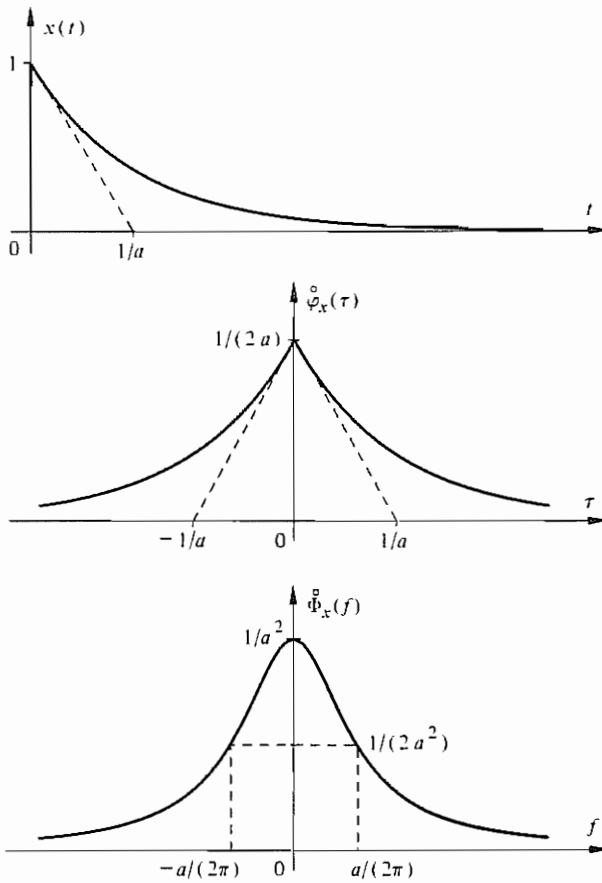 x(t)
1
t
0 1/a
φ̊ₓ(τ)
1/(2a)
τ
−1/a 0 1/a
Φ̊ₓ(f)
1/a²
1/(2a²)
f
−a/(2π) 0 a/(2π)